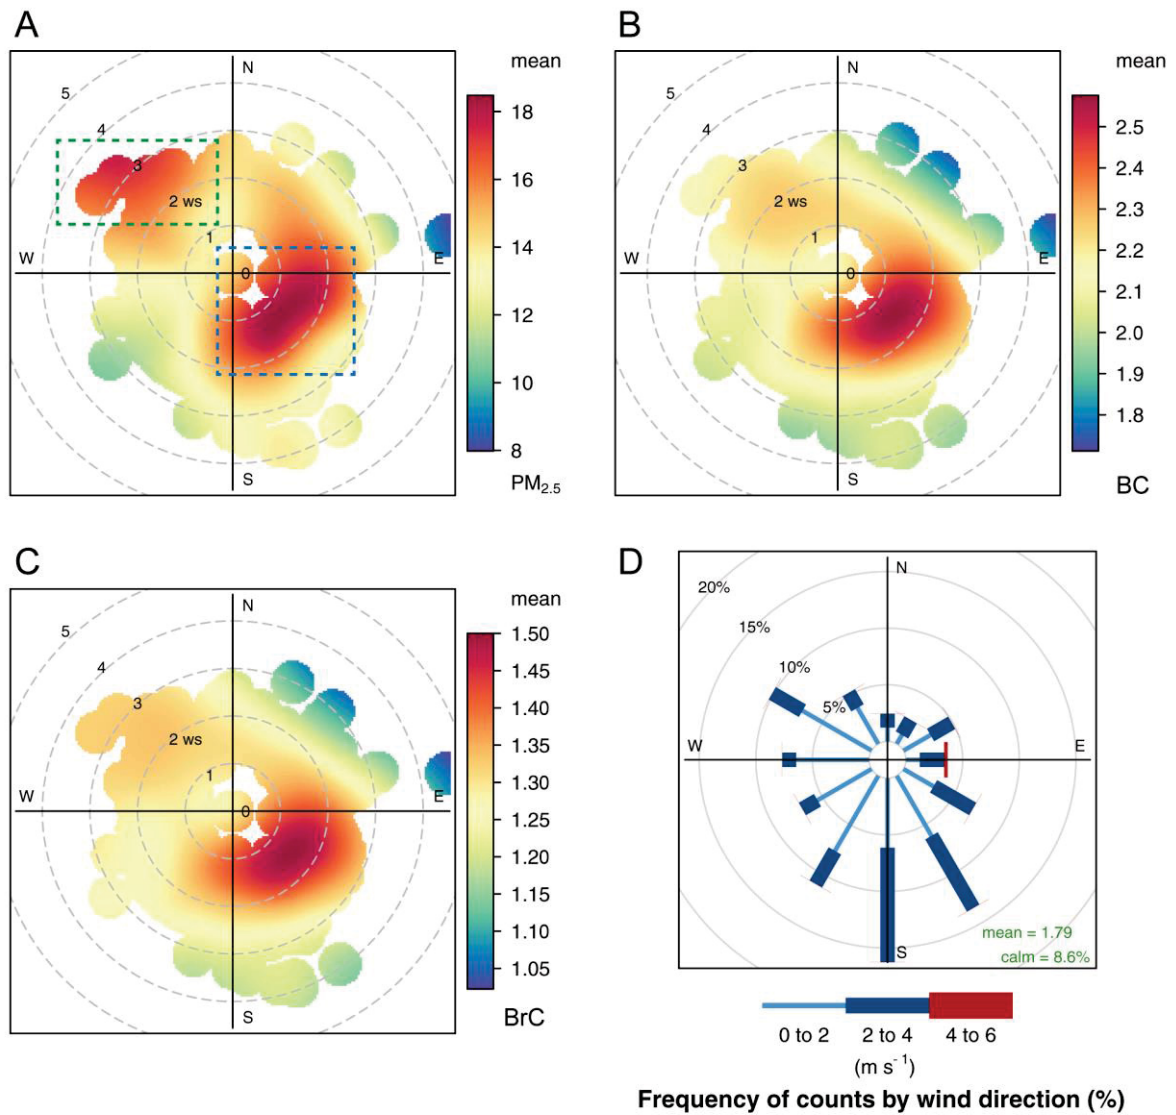 A
mean
N
5
4
3
2 ws
1
0
W
E
S
18
16
14
12
10
8
PM2.5
B
mean
N
5
4
3
2 ws
1
0
W
E
S
2.5
2.4
2.3
2.2
2.1
2.0
1.9
1.8
BC
C
mean
N
5
4
3
2 ws
1
0
W
E
S
1.50
1.45
1.40
1.35
1.30
1.25
1.20
1.15
1.10
1.05
BrC
D
N
20%
15%
10%
5%
W
E
S
mean = 1.79
calm = 8.6%
0 to 2 2 to 4 4 to 6
(m s-1)
Frequency of counts by wind direction (%)